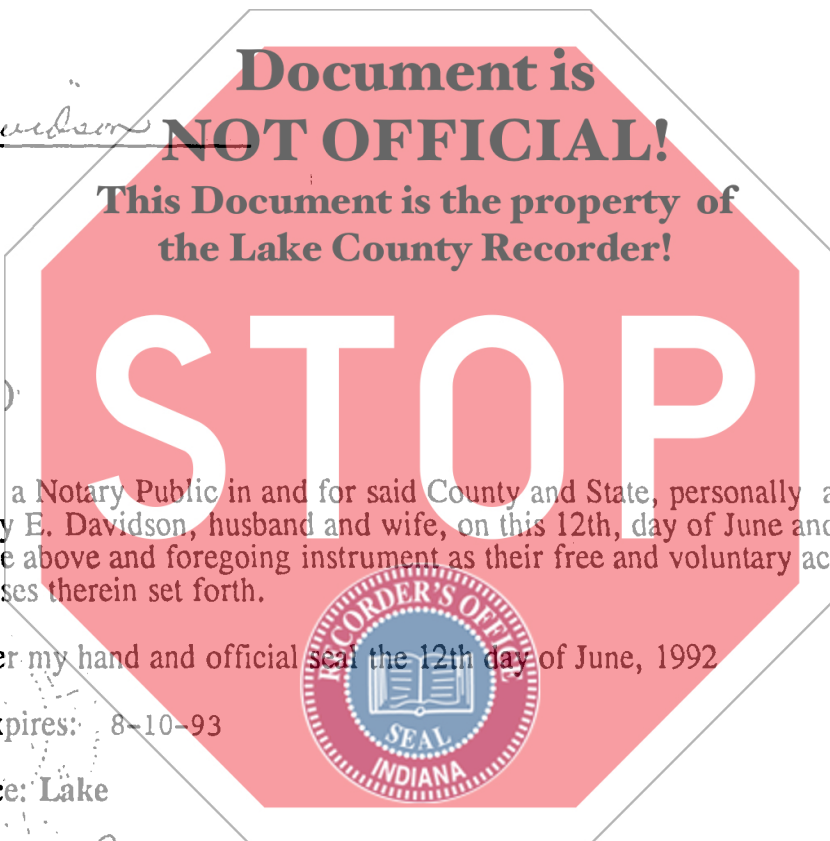 Document is
NOT OFFICIAL!
This Document is the property of
the Lake County Recorder!
STOP
)
a Notary Public in and for said County and State, personally a
y E. Davidson, husband and wife, on this 12th, day of June and
e above and foregoing instrument as their free and voluntary ac
ses therein set forth.
er my hand and official seal the 12th day of June, 1992
xpires: 8-10-93
ce: Lake
RECORDER'S OFFICE
SEAL
INDIANA